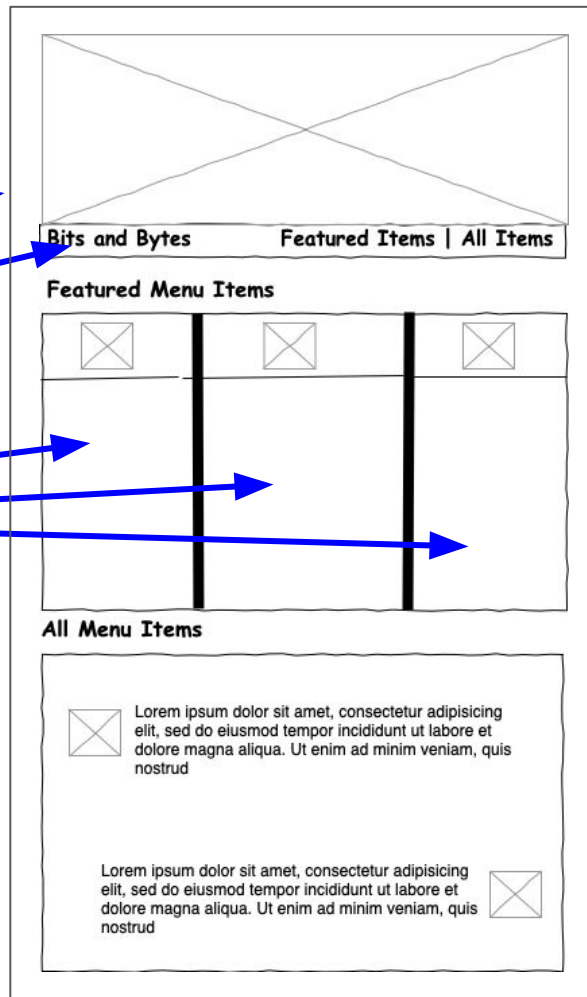 Bits and Bytes Featured Items | All Items
Featured Menu Items
All Menu Items
Lorem ipsum dolor sit amet, consectetur adipisicing
elit, sed do eiusmod tempor incididunt ut labore et
dolore magna aliqua. Ut enim ad minim veniam, quis
nostrud
Lorem ipsum dolor sit amet, consectetur adipisicing
elit, sed do eiusmod tempor incididunt ut labore et
dolore magna aliqua. Ut enim ad minim veniam, quis
nostrud